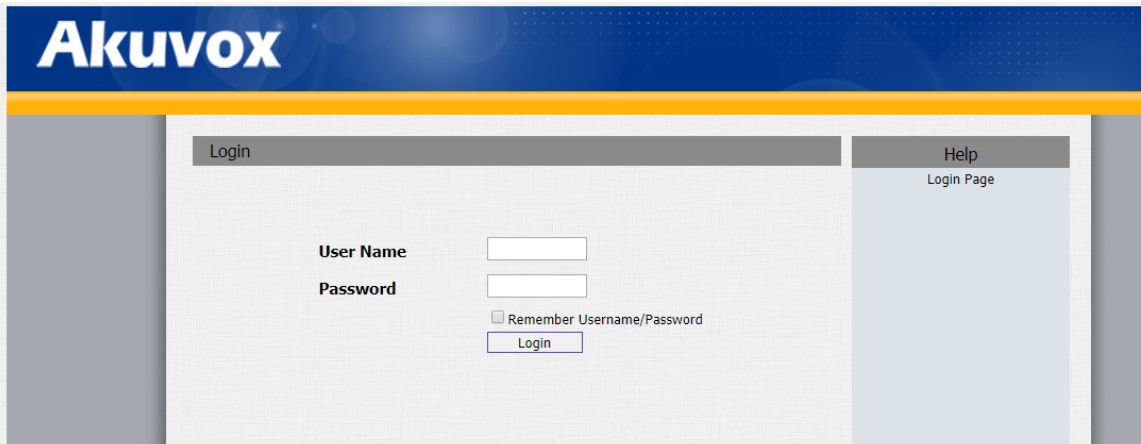 Akuvox
Login
Help
Login Page
User Name
Password
Remember Username/Password
Login